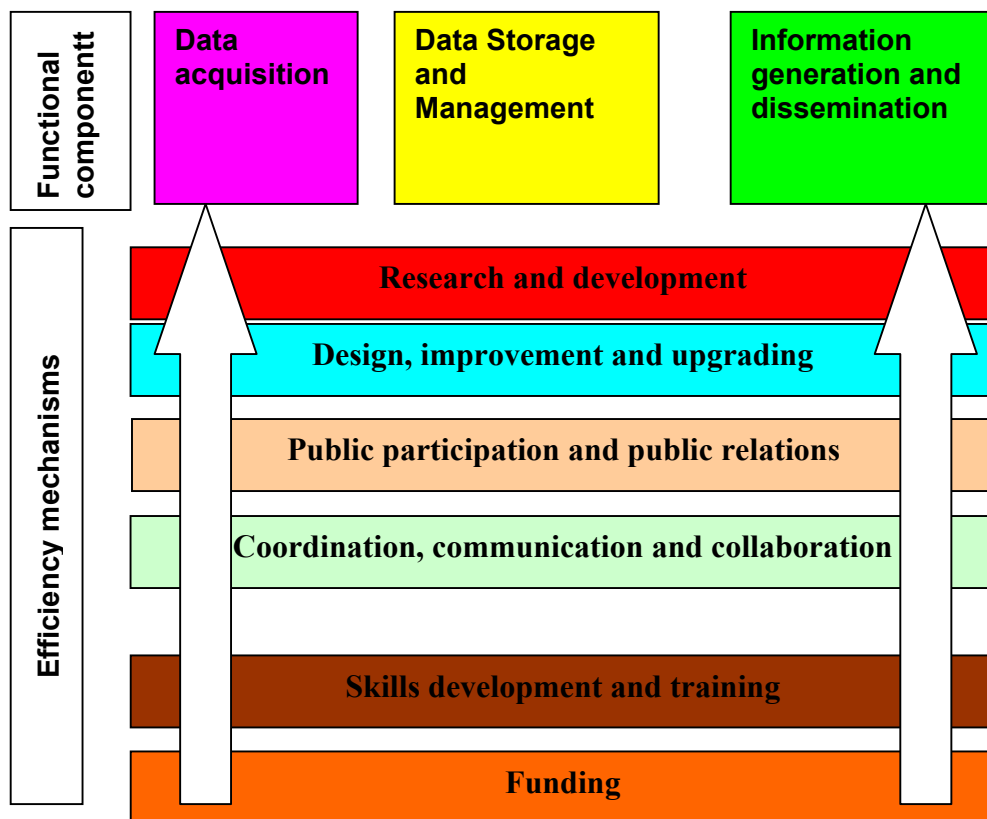 Functional
componentt
Data
acquisition
Data Storage
and
Management
Information
generation and
dissemination
Efficiency mechanisms
Research and development
Design, improvement and upgrading
Public participation and public relations
Coordination, communication and collaboration
Skills development and training
Funding